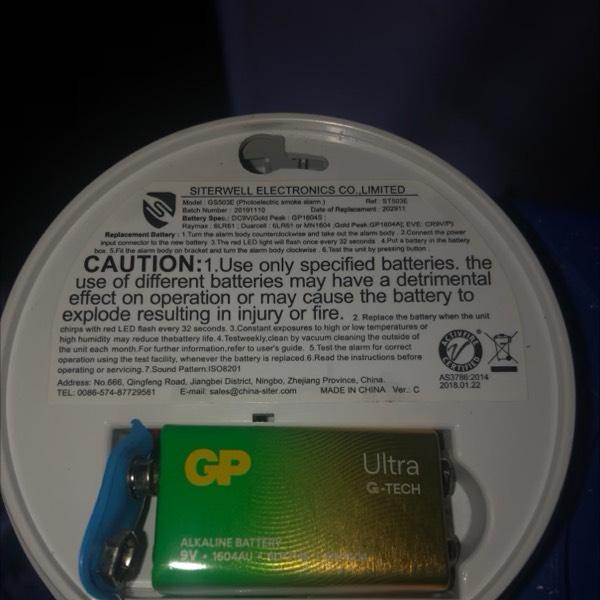 SITERWELL ELECTRONICS CO.,LIMITED
Model : GS503E (Photoelectric smoke alarm ) Ref : ST503E
Batch Number : 20191110 Date of Replacement : 202911
Battery Spec.: DC9V(Gold Peak : GP1604S ;
Raymax : 6LR61 ; Duarcell : 6LR61 or MN1604 ;Gold Peak:GP1604A; EVE: CR9V/P)
Replacement Battery : 1.Turn the alarm body counterclockwise and take out the alarm body . 2.Connect the power
input connector to the new battery. 3.The red LED light will flash once every 32 seconds . 4.Put a battery in the battery
box. 5.Fit the alarm body on bracket and turn the alarm body clockwise . 6.Test the unit by pressing button .
CAUTION:1.Use only specified batteries. the
use of different batteries may have a detrimental
effect on operation or may cause the battery to
explode resulting in injury or fire. 2. Replace the battery when the unit
chirps with red LED flash every 32 seconds. 3.Constant exposures to high or low temperatures or
high humidity may reduce thebattery life. 4.Testweekly,clean by vacuum cleaning the outside of
the unit each month.For further information,refer to user's guide. 5.Test the alarm for correct
operation using the test facility, whenever the battery is replaced.6.Read the instructions before
operating or servicing.7.Sound Pattern:ISO8201
Address: No.666, Qingfeng Road, Jiangbei District, Ningbo, Zhejiang Province, China.
TEL: 0086-574-87729581 E-mail: sales@china-siter.com MADE IN CHINA Ver.: C
ACTIVFIRE
CERTIFIED
AS3786:2014
2018.01.22
GP
Ultra
G-TECH
ALKALINE BATTERY
9V • 1604AU